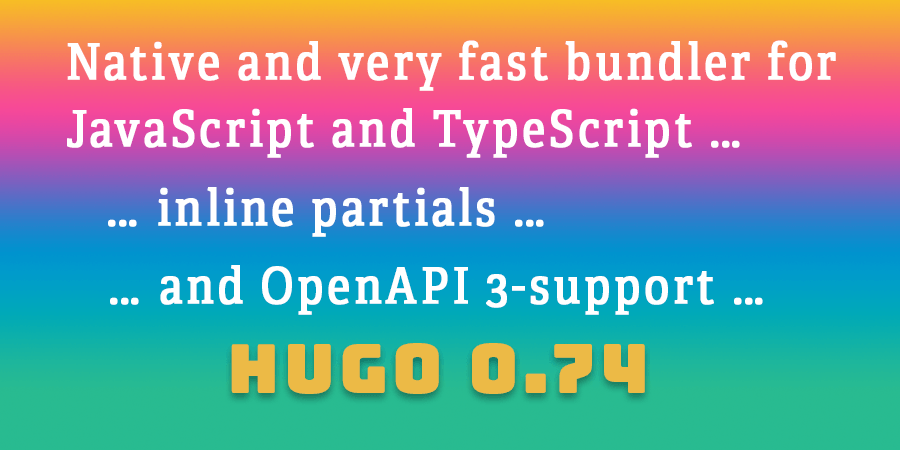 Native and very fast bundler for
JavaScript and TypeScript ...
... inline partials ...
... and OpenAPI 3-support ...
HUGO 0.74